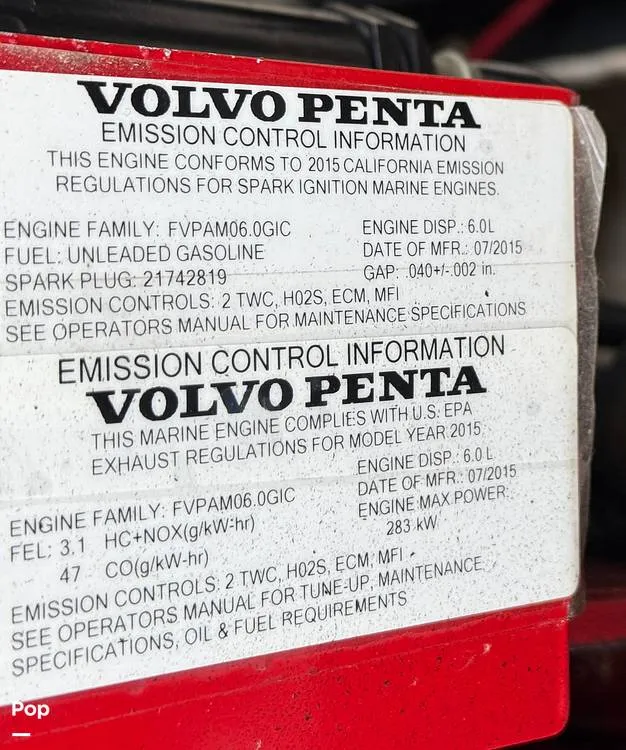 VOLVO PENTA
EMISSION CONTROL INFORMATION
THIS ENGINE CONFORMS TO 2015 CALIFORNIA EMISSION
REGULATIONS FOR SPARK IGNITION MARINE ENGINES.
ENGINE FAMILY: FVPAM06.0GIC ENGINE DISP.: 6.0L
FUEL: UNLEADED GASOLINE DATE OF MFR.: 07/2015
SPARK PLUG: 21742819 GAP: .040+/-.002 in.
EMISSION CONTROLS: 2 TWC, H02S, ECM, MFI
SEE OPERATORS MANUAL FOR MAINTENANCE SPECIFICATIONS
EMISSION CONTROL INFORMATION
VOLVO PENTA
THIS MARINE ENGINE COMPLIES WITH U.S. EPA
EXHAUST REGULATIONS FOR MODEL YEAR 2015
ENGINE DISP.: 6.0 L
ENGINE FAMILY: FVPAM06.0GIC DATE OF MFR.: 07/2015
FEL: 3.1 HC+NOX(g/kW-hr) ENGINE MAX POWER:
47 CO(g/kW-hr) 283 kW
EMISSION CONTROLS: 2 TWC, H02S, ECM, MFI
SEE OPERATORS MANUAL FOR TUNE-UP, MAINTENANCE
SPECIFICATIONS, OIL & FUEL REQUIREMENTS
Pop